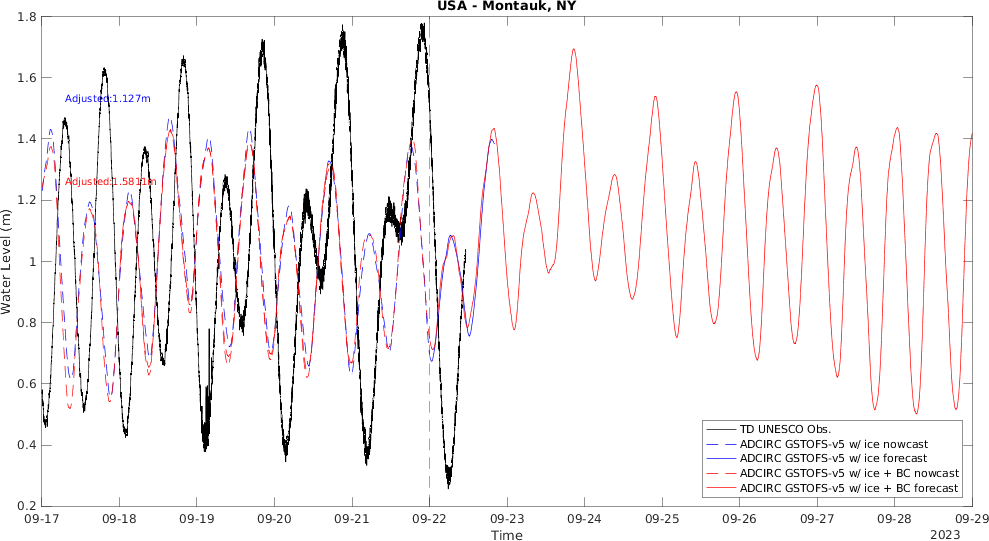 USA - Montauk, NY
1.8
1.6
1.4
1.2
1
0.8
0.6
0.4
0.2
Water Level (m)
Adjusted:1.127m
Adjusted:1.5811m
TD UNESCO Obs.
ADCIRC GSTOFS-v5 w/ ice nowcast
ADCIRC GSTOFS-v5 w/ ice forecast
ADCIRC GSTOFS-v5 w/ ice + BC nowcast
ADCIRC GSTOFS-v5 w/ ice + BC forecast
09-17 09-18 09-19 09-20 09-21 09-22 09-23 09-24 09-25 09-26 09-27 09-28 09-29
Time
2023